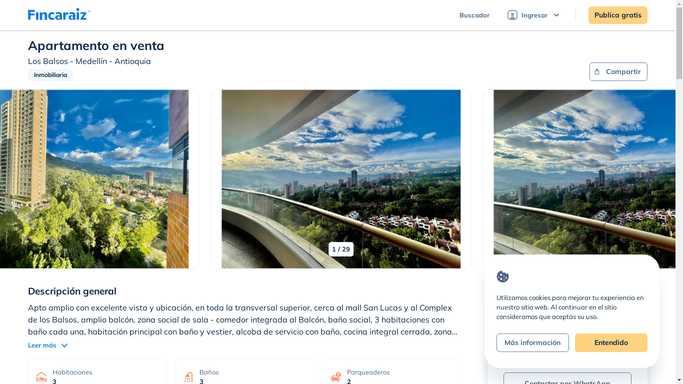 Fincaraiz
Buscador
Ingresar
Publica gratis
Apartamento en venta
Los Balsos - Medellín - Antioquia
Inmobiliaria
Compartir
1 / 29
Descripción general
Apto amplio con excelente vista y ubicación, en toda la transversal superior, cerca al mall San Lucas y al Complex
de los Balsos, amplio balcón, zona social de sala - comedor integrada al Balcón, baño social, 3 habitaciones con
baño cada una, habitación principal con baño y vestier, alcoba de servicio con baño, cocina integral cerrada, zona...
Leer más
Habitaciones
3
Baños
3
Parqueaderos
2
Utilizamos cookies para mejorar tu experiencia en
nuestro sitio web. Al continuar en el sitio
consideramos que aceptas su uso.
Más información
Entendido
Contactar por WhatsApp